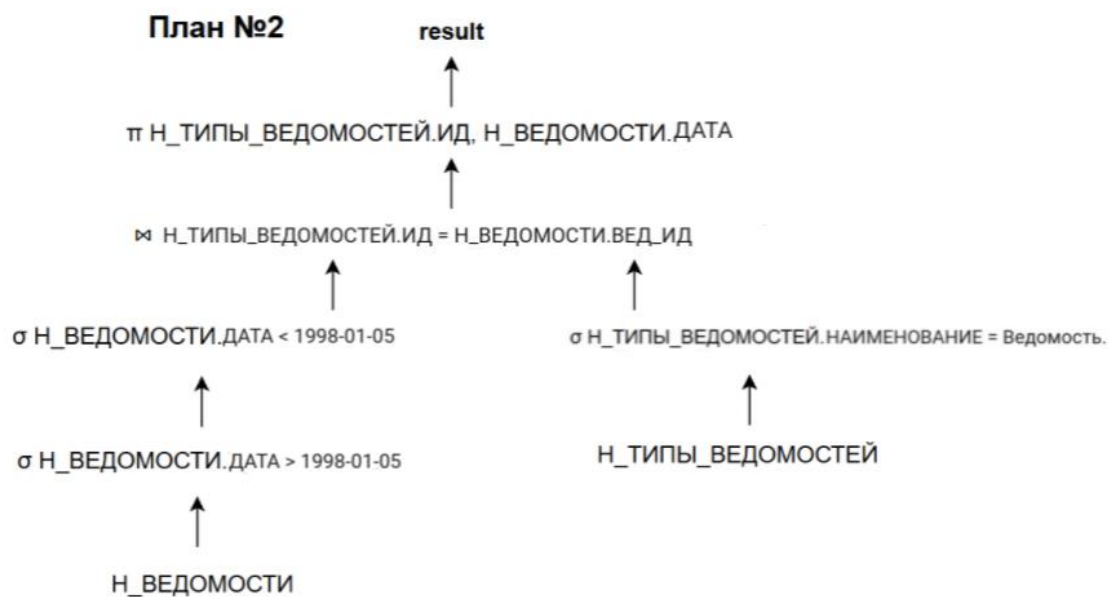 План №2
result
π Н_ТИПЫ_ВЕДОМОСТЕЙ.ИД, Н_ВЕДОМОСТИ.ДАТА
⋈ Н_ТИПЫ_ВЕДОМОСТЕЙ.ИД = Н_ВЕДОМОСТИ.ВЕД_ИД
σ Н_ВЕДОМОСТИ.ДАТА < 1998-01-05
σ Н_ТИПЫ_ВЕДОМОСТЕЙ.НАИМЕНОВАНИЕ = Ведомость.
σ Н_ВЕДОМОСТИ.ДАТА > 1998-01-05
Н_ТИПЫ_ВЕДОМОСТЕЙ
Н_ВЕДОМОСТИ